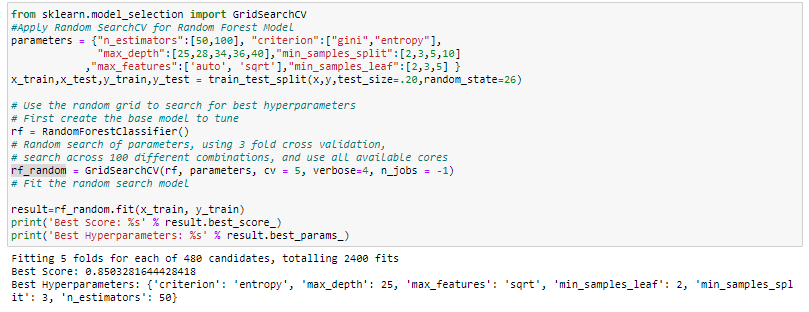 from sklearn.model_selection import GridSearchCV
#Apply Random SearchCV for Random Forest Model
parameters = {"n_estimators":[50,100], "criterion":["gini","entropy"],
"max_depth":[25,28,34,36,40],"min_samples_split":[2,3,5,10]
,"max_features":['auto', 'sqrt'],"min_samples_leaf":[2,3,5] }
x_train,x_test,y_train,y_test = train_test_split(x,y,test_size=.20,random_state=26)
# Use the random grid to search for best hyperparameters
# First create the base model to tune
rf = RandomForestClassifier()
# Random search of parameters, using 3 fold cross validation,
# search across 100 different combinations, and use all available cores
rf_random = GridSearchCV(rf, parameters, cv = 5, verbose=4, n_jobs = -1)
# Fit the random search model
result=rf_random.fit(x_train, y_train)
print('Best Score: %s' % result.best_score_)
print('Best Hyperparameters: %s' % result.best_params_)
Fitting 5 folds for each of 480 candidates, totalling 2400 fits
Best Score: 0.8503281644428418
Best Hyperparameters: {'criterion': 'entropy', 'max_depth': 25, 'max_features': 'sqrt', 'min_samples_leaf': 2, 'min_samples_spl
it': 3, 'n_estimators': 50}